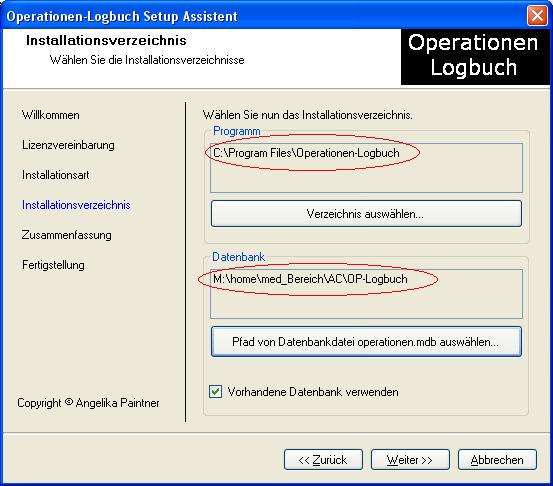 Operationen-Logbuch Setup Assistent
Installationsverzeichnis
Wählen Sie die Installationsverzeichnisse
Operationen
Logbuch
Willkommen
Lizenzvereinbarung
Installationsart
Installationsverzeichnis
Zusammenfassung
Fertigstellung
Copyright © Angelika Paintner
Wählen Sie nun das Installationsverzeichnis.
Programm
C:\Program Files\Operationen-Logbuch
Verzeichnis auswählen...
Datenbank
M:\home\med_Bereich\AC\OP-Logbuch
Pfad von Datenbankdatei operationen.mdb auswählen...
Vorhandene Datenbank verwenden
<< Zurück
Weiter >>
Abbrechen